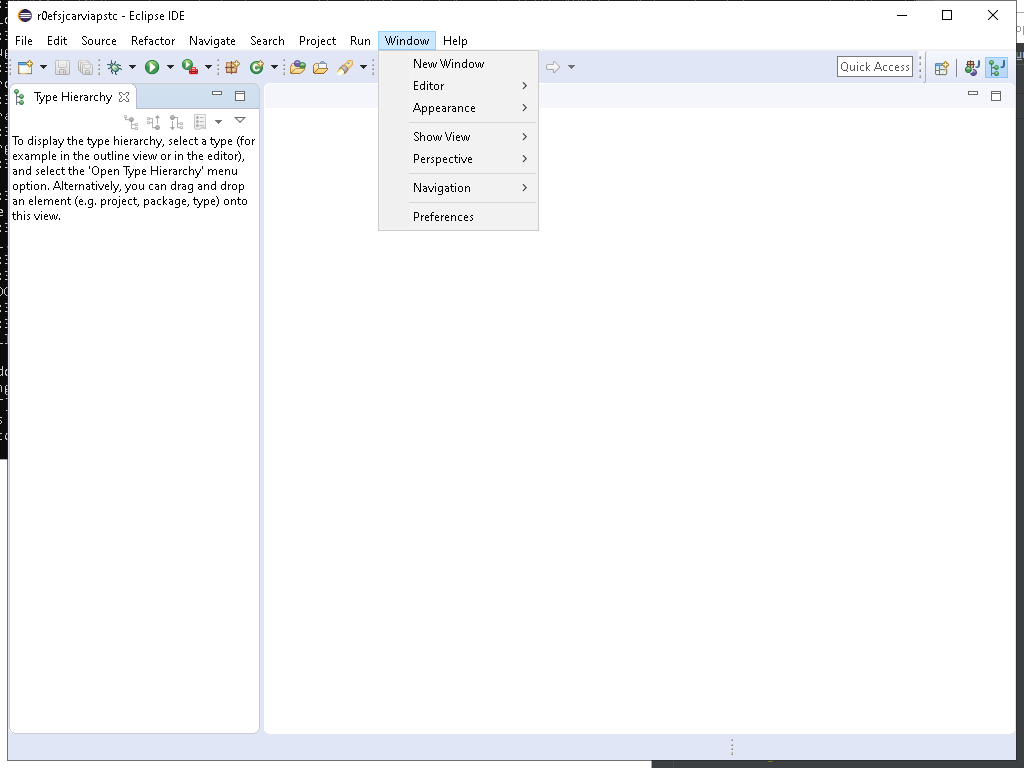 r0efsjcarviapstc - Eclipse IDE
File Edit Source Refactor Navigate Search Project Run Window Help
New Window
Editor
Appearance
Show View
Perspective
Navigation
Preferences
Quick Access
Type Hierarchy
To display the type hierarchy, select a type (for
example in the outline view or in the editor),
and select the 'Open Type Hierarchy' menu
option. Alternatively, you can drag and drop
an element (e.g. project, package, type) onto
this view.